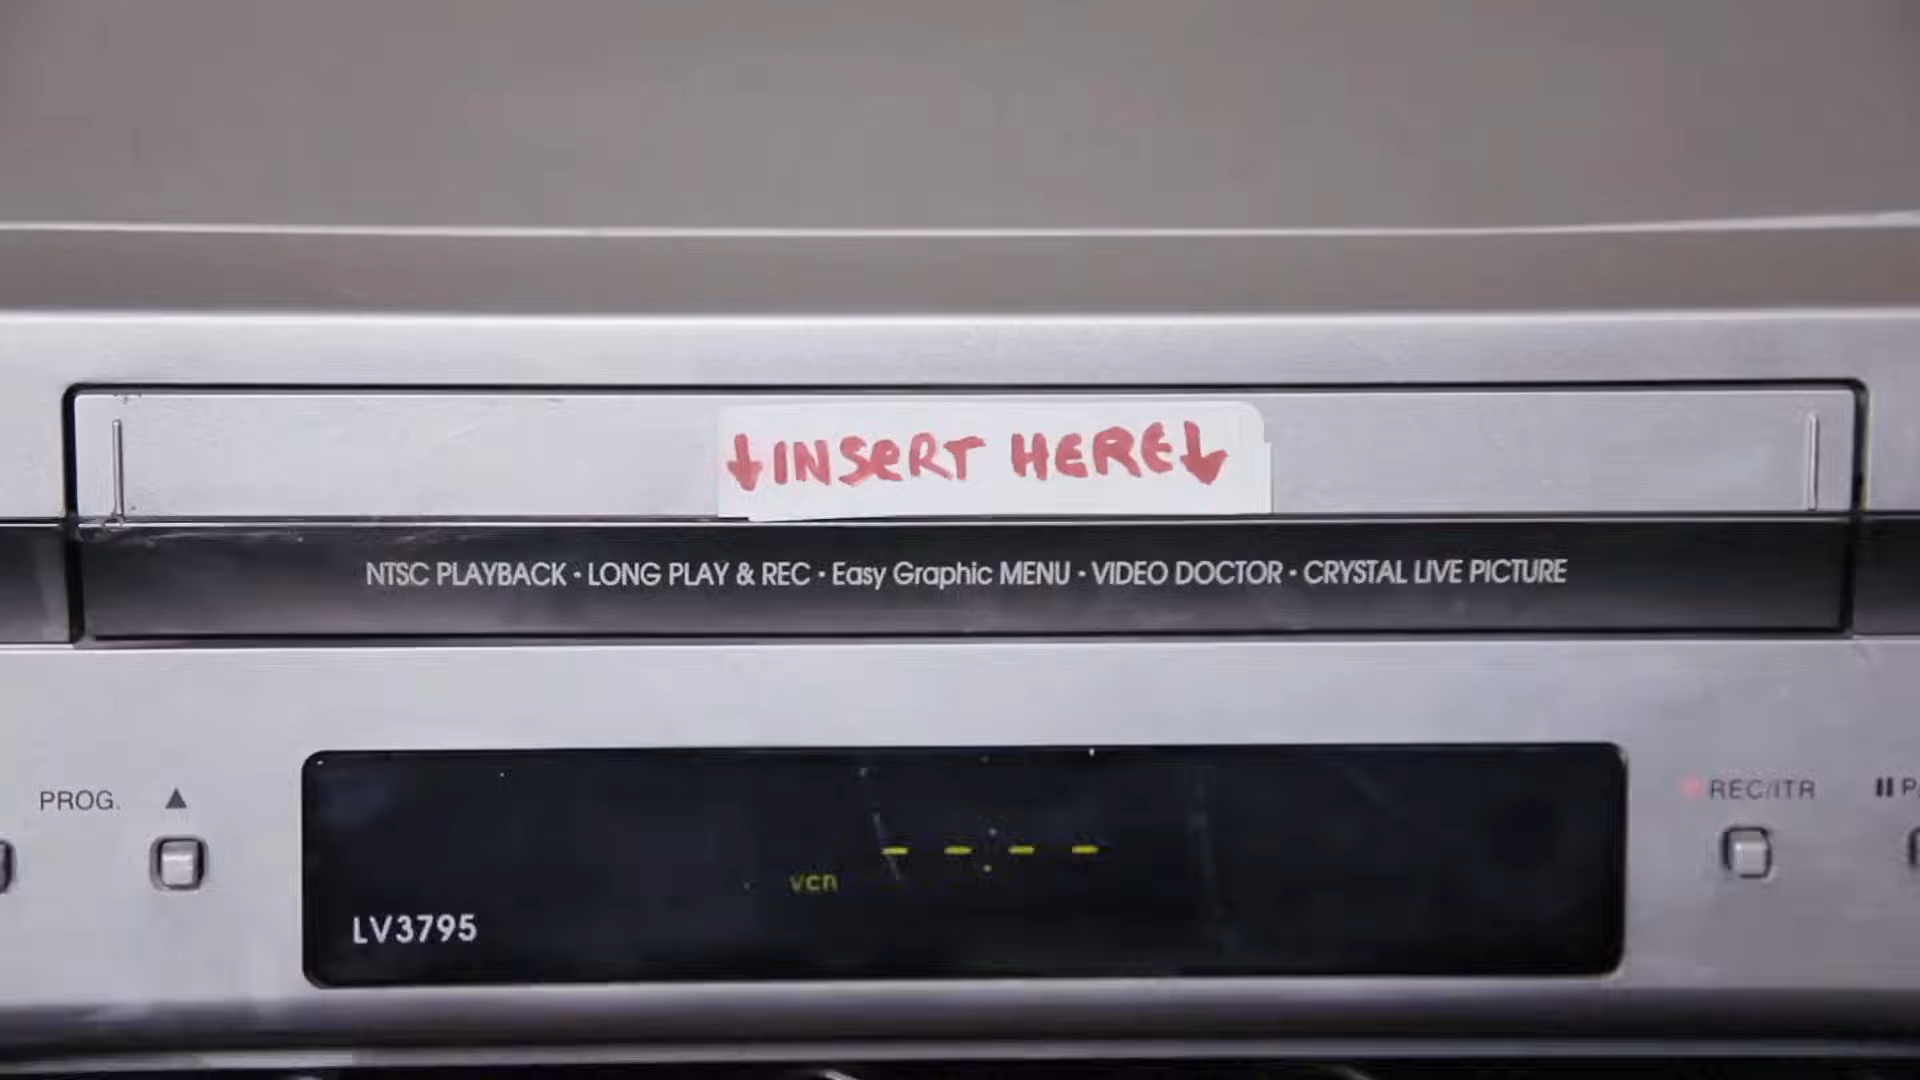 ↓INSeRT HERE↓
NTSC PLAYBACK · LONG PLAY & REC · Easy Graphic MENU · VIDEO DOCTOR · CRYSTAL LIVE PICTURE
PROG. ▲
REC/ITR
vcr
LV3795